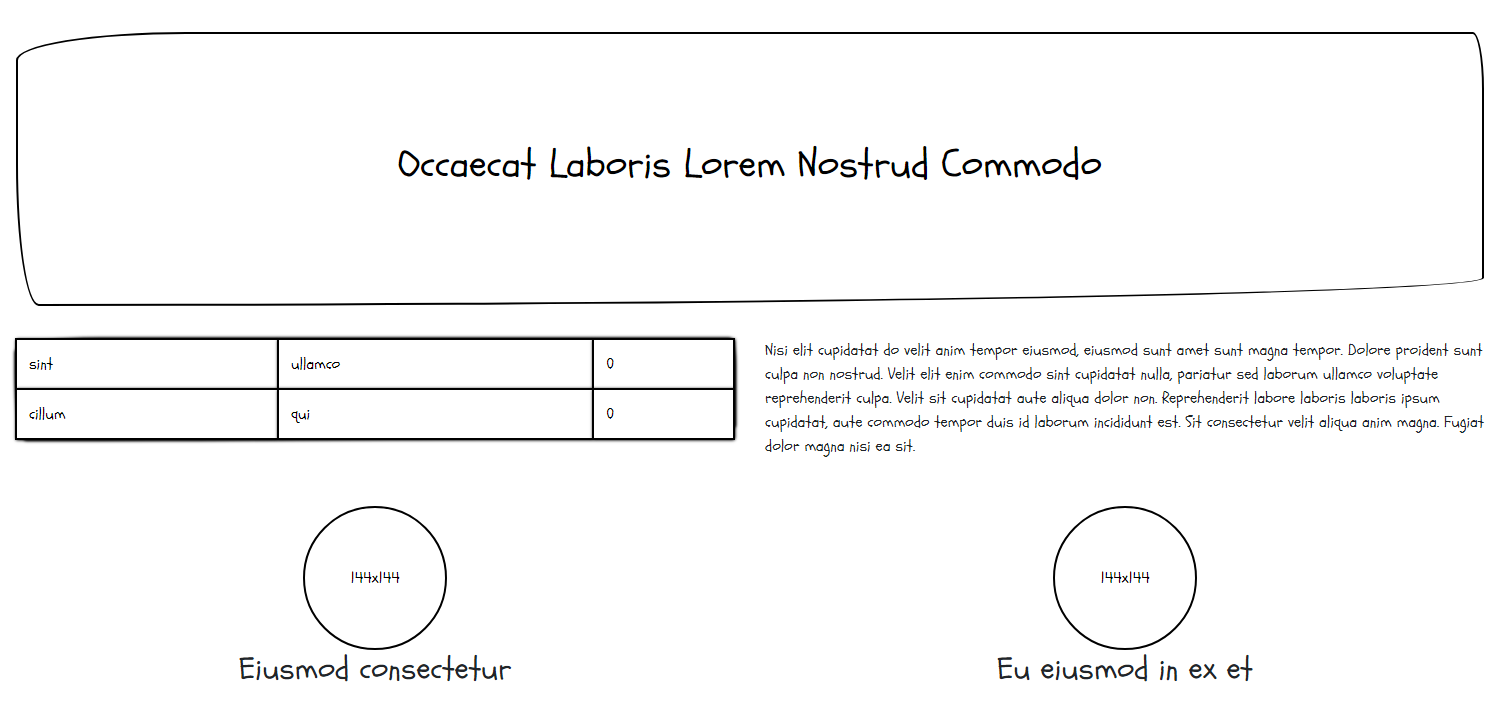 Occaecat Laboris Lorem Nostrud Commodo
sint ullamco 0
cillum qui 0
Nisi elit cupidatat do velit anim tempor eiusmod, eiusmod sunt amet sunt magna tempor. Dolore proident sunt
culpa non nostrud. Velit elit enim commodo sint cupidatat nulla, pariatur sed laborum ullamco voluptate
reprehenderit culpa. Velit sit cupidatat aute aliqua dolor non. Reprehenderit labore laboris laboris ipsum
cupidatat, aute commodo tempor duis id laborum incididunt est. Sit consectetur velit aliqua anim magna. Fugiat
dolor magna nisi ea sit.
144x144
Eiusmod consectetur
144x144
Eu eiusmod in ex et